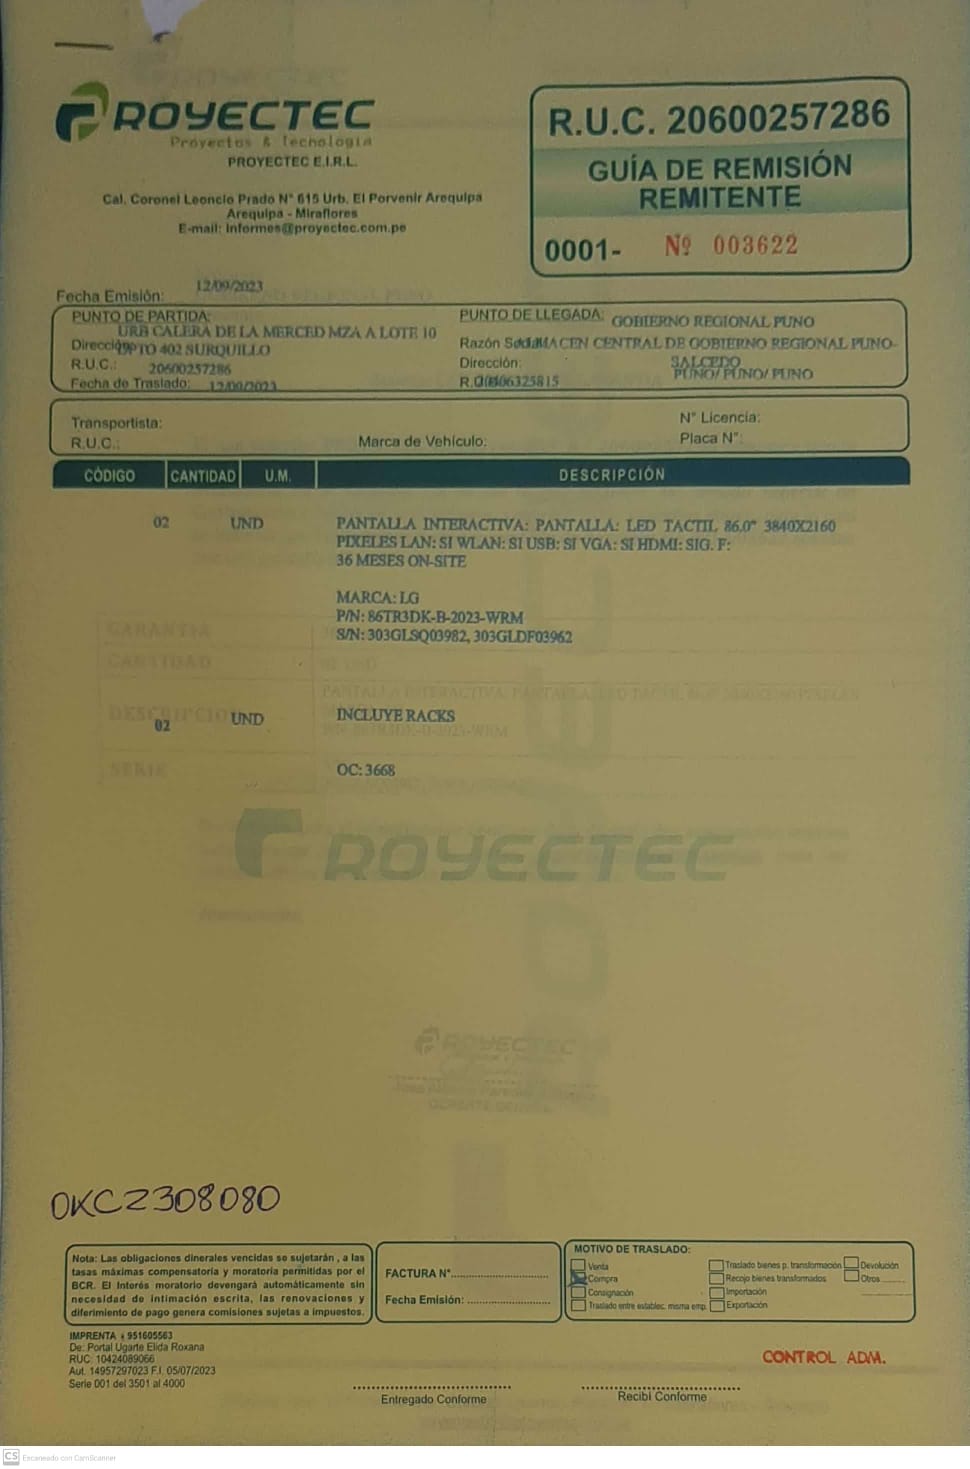 PROYECTEC
Proyectos & Tecnología
PROYECTEC E.I.R.L.
Cal. Coronel Leoncio Prado N° 615 Urb. El Porvenir Arequipa
Arequipa - Miraflores
E-mail: informes@proyectec.com.pe
R.U.C. 20600257286
GUÍA DE REMISIÓN
REMITENTE
0001- Nº 003622
Fecha Emisión: 12/09/2023
PUNTO DE PARTIDA:
URB CALERA DE LA MERCED MZA A LOTE 10
Dirección: DPTO 402 SURQUILLO
R.U.C.: 20600257286
Fecha de Traslado: 12/09/2023
PUNTO DE LLEGADA: GOBIERNO REGIONAL PUNO
Razón Social: ALMACEN CENTRAL DE GOBIERNO REGIONAL PUNO-
Dirección: SALCEDO
PUNO/ PUNO/ PUNO
R.U.C.: 20406325815
Transportista:
R.U.C.:
Marca de Vehículo:
N° Licencia:
Placa N°:
CÓDIGO CANTIDAD U.M. DESCRIPCIÓN
02 UND PANTALLA INTERACTIVA: PANTALLA: LED TACTIL 86.0" 3840X2160
PIXELES LAN: SI WLAN: SI USB: SI VGA: SI HDMI: SIG. F:
36 MESES ON-SITE
MARCA: LG
P/N: 86TR3DK-B-2023-WRM
S/N: 303GLSQ03982, 303GLDF03962
02 UND INCLUYE RACKS
OC: 3668
PROYECTEC
OKC2308080
Nota: Las obligaciones dinerales vencidas se sujetarán , a las
tasas máximas compensatoria y moratoria permitidas por el
BCR. El Interés moratorio devengará automáticamente sin
necesidad de intimación escrita, las renovaciones y
diferimiento de pago genera comisiones sujetas a impuestos.
FACTURA N°
Fecha Emisión:
MOTIVO DE TRASLADO:
Venta
Compra
Consignación
Traslado entre establec. misma emp.
Traslado bienes p. transformación
Recojo bienes transformados
Importación
Exportación
Devolución
Otros
IMPRENTA : 951605563
De: Portal Ugarte Elida Roxana
RUC: 10424089066
Aut. 14957297023 F.I. 05/07/2023
Serie 001 del 3501 al 4000
CONTROL ADM.
Entregado Conforme
Recibí Conforme
CS Escaneado con CamScanner